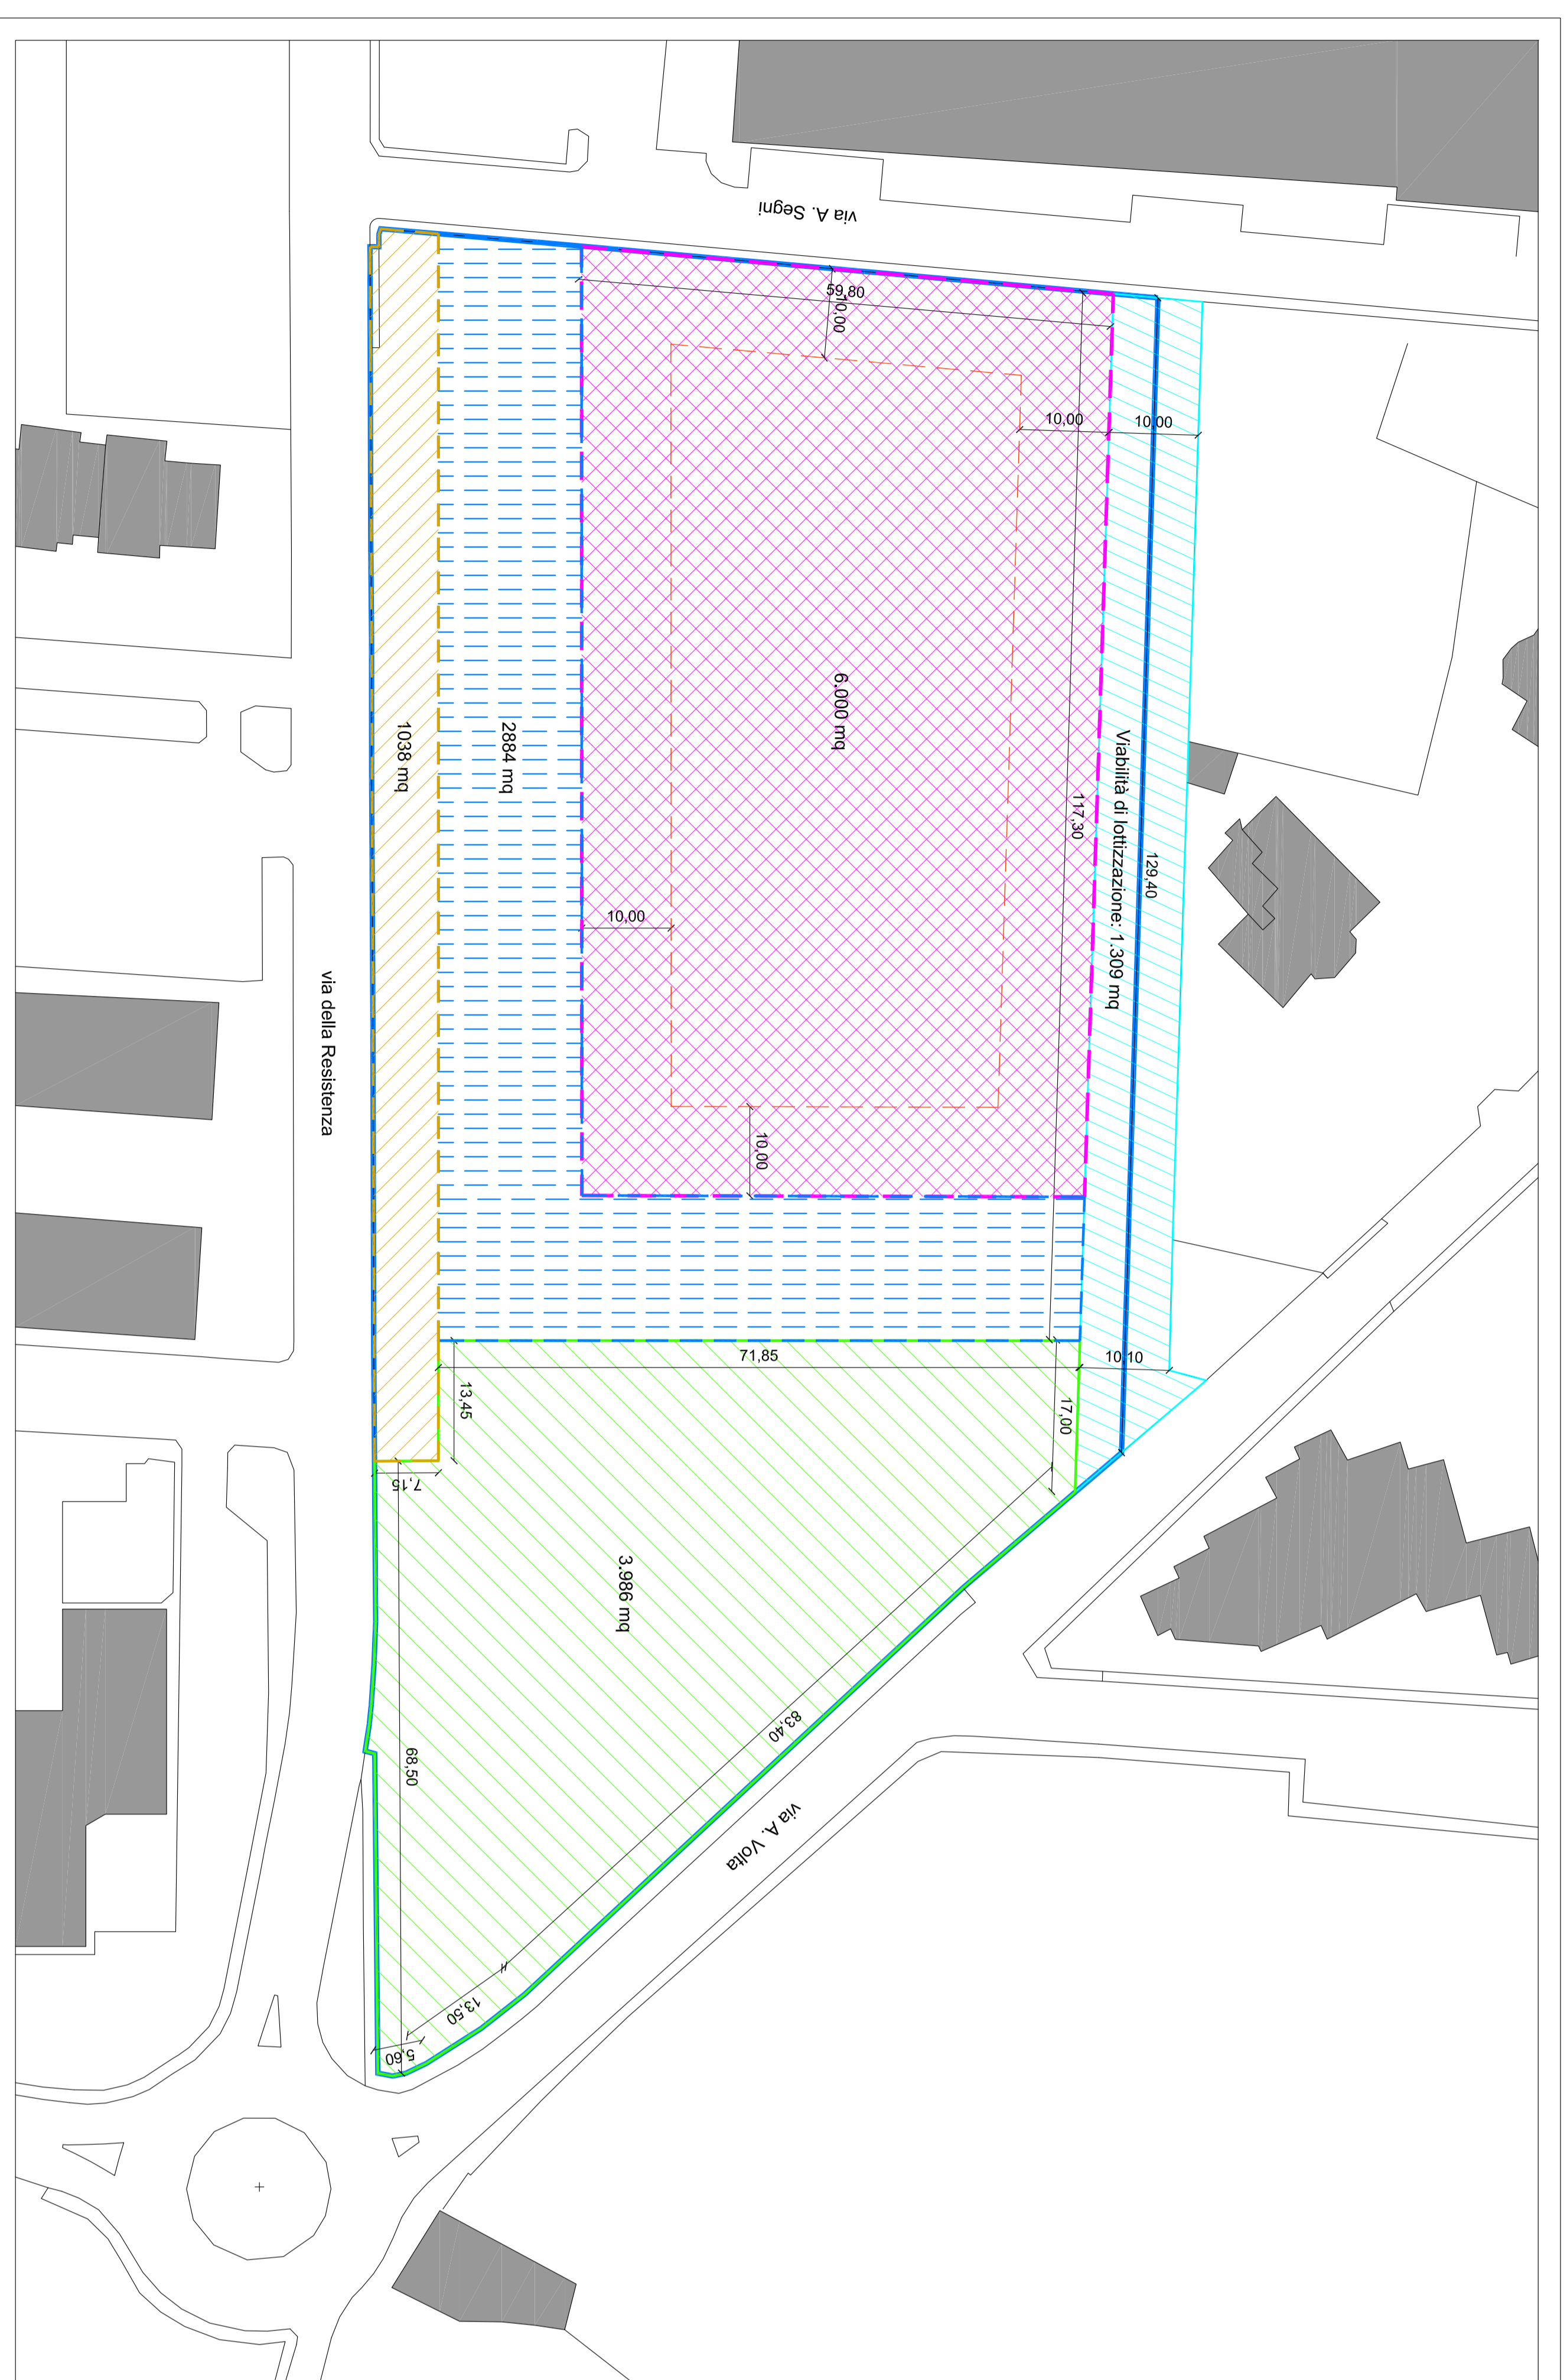 via A. Segni
59,80
10,00
10,00
10,00
6.000 mq
1038 mq
2884 mq
Viabilità di lottizzazione: 1.309 mq
117,30
129,40
10,00
via della Resistenza
10,00
71,85
10,10
13,45
17,00
7,15
3.986 mq
68,50
83,40
via A. Volta
13,50
5,60